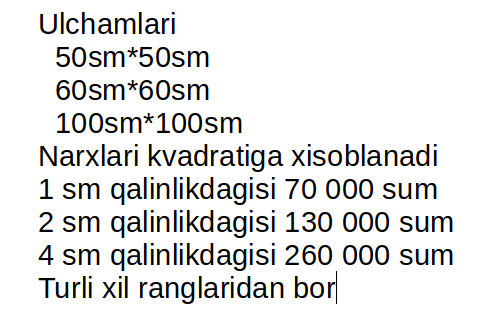 Ulchamlari
50sm*50sm
60sm*60sm
100sm*100sm
Narxlari kvadratiga xisoblanadi
1 sm qalinlikdagisi 70 000 sum
2 sm qalinlikdagisi 130 000 sum
4 sm qalinlikdagisi 260 000 sum
Turli xil ranglaridan bor